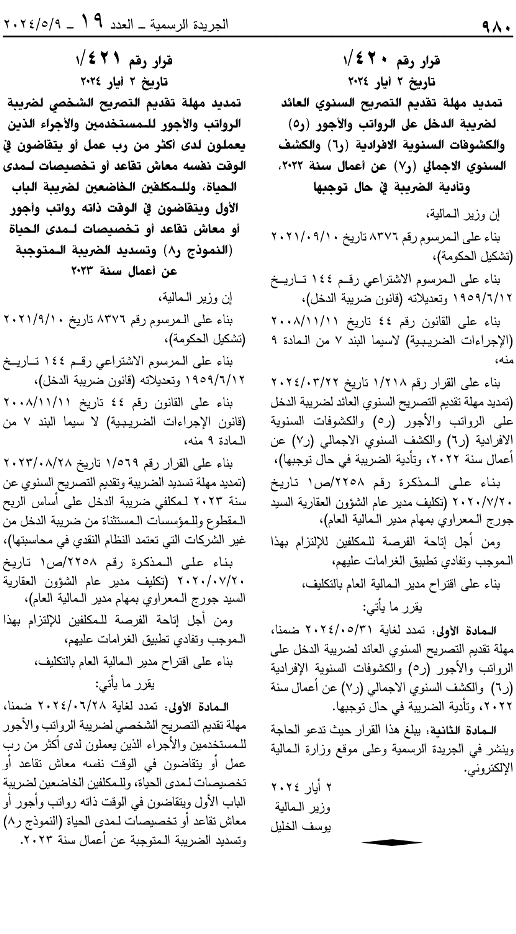 ٩٨٠
الجريدة الرسمية – العدد ١٩ – ٢٠٢٤/٥/٩
قرار رقم ١/٤٢٠
تاريخ ٢ أيار ٢٠٢٤
تمديد مهلة تقديم التصريح السنوي العائد
لضريبة الدخل على الرواتب والأجور (ر٥)
والكشوفات السنوية الافرادية (ر٦) والكشف
السنوي الاجمالي (ر٧) عن أعمال سنة ٢٠٢٢،
وتأدية الضريبة في حال توجبها
إن وزير المالية،
بناء على المرسوم رقم ٨٣٧٦ تاريخ ٢٠٢١/٠٩/١٠
(تشكيل الحكومة)،
بناء على المرسوم الاشتراعي رقم ١٤٤ تاريخ
١٩٥٩/٦/١٢ وتعديلاته (قانون ضريبة الدخل)،
بناء على القانون رقم ٤٤ تاريخ ٢٠٠٨/١١/١١
(الإجراءات الضريبية) لاسيما البند ٧ من المادة ٩
منه،
بناء على القرار رقم ١/٢١٨ تاريخ ٢٠٢٤/٠٣/٢٢
(تمديد مهلة تقديم التصريح السنوي العائد لضريبة الدخل
على الرواتب والأجور (ر٥) والكشوفات السنوية
الافرادية (ر٦) والكشف السنوي الاجمالي (ر٧) عن
أعمال سنة ٢٠٢٢، وتأدية الضريبة في حال توجبها)،
بناء على المذكرة رقم ٢٢٥٨/ص١ تاريخ
٢٠٢٠/٧/٢٠ (تكليف مدير عام الشؤون العقارية السيد
جورج المعراوي بمهام مدير المالية العام)،
ومن أجل إتاحة الفرصة للمكلفين للإلتزام بهذا
الموجب وتفادي تطبيق الغرامات عليهم،
بناء على اقتراح مدير المالية العام بالتكليف،
يقرر ما يأتي:
المادة الأولى: تمدد لغاية ٢٠٢٤/٠٥/٣١ ضمنا،
مهلة تقديم التصريح السنوي العائد لضريبة الدخل على
الرواتب والأجور (ر٥) والكشوفات السنوية الإفرادية
(ر٦) والكشف السنوي الاجمالي (ر٧) عن أعمال سنة
٢٠٢٢، وتأدية الضريبة في حال توجبها.
المادة الثانية: يبلغ هذا القرار حيث تدعو الحاجة
وينشر في الجريدة الرسمية وعلى موقع وزارة المالية
الإلكتروني.
٢ أيار ٢٠٢٤
وزير المالية
يوسف الخليل
قرار رقم ١/٤٢١
تاريخ ٢ أيار ٢٠٢٤
تمديد مهلة تقديم التصريح الشخصي لضريبة
الرواتب والأجور للمستخدمين والأجراء الذين
يعملون لدى أكثر من رب عمل أو يتقاضون في
الوقت نفسه معاش تقاعد أو تخصيصات لمدى
الحياة، وللمكلفين الخاضعين لضريبة الباب
الأول ويتقاضون في الوقت ذاته رواتب وأجور
أو معاش تقاعد أو تخصيصات لمدى الحياة
(النموذج ر٨) وتسديد الضريبة المتوجبة
عن أعمال سنة ٢٠٢٣
إن وزير المالية،
بناء على المرسوم رقم ٨٣٧٦ تاريخ ٢٠٢١/٩/١٠
(تشكيل الحكومة)،
بناء على المرسوم الاشتراعي رقم ١٤٤ تاريخ
١٩٥٩/٦/١٢ وتعديلاته (قانون ضريبة الدخل)،
بناء على القانون رقم ٤٤ تاريخ ٢٠٠٨/١١/١١
(قانون الإجراءات الضريبية) لا سيما البند ٧ من
المادة ٩ منه،
بناء على القرار رقم ١/٥٦٩ تاريخ ٢٠٢٣/٠٨/٢٨
(تمديد مهلة تسديد الضريبة وتقديم التصريح السنوي عن
سنة ٢٠٢٣ لمكلفي ضريبة الدخل على أساس الربح
المقطوع وللمؤسسات المستثناة من ضريبة الدخل من
غير الشركات التي تعتمد النظام النقدي في محاسبتها)،
بناء على المذكرة رقم ٢٢٥٨/ص١ تاريخ
٢٠٢٠/٠٧/٢٠ (تكليف مدير عام الشؤون العقارية
السيد جورج المعراوي بمهام مدير المالية العام)،
ومن أجل إتاحة الفرصة للمكلفين للإلتزام بهذا
الموجب وتفادي تطبيق الغرامات عليهم،
بناء على اقتراح مدير المالية العام بالتكليف،
يقرر ما يأتي:
المادة الأولى: تمدد لغاية ٢٠٢٤/٠٦/٢٨ ضمنا،
مهلة تقديم التصريح الشخصي لضريبة الرواتب والأجور
للمستخدمين والأجراء الذين يعملون لدى أكثر من رب
عمل أو يتقاضون في الوقت نفسه معاش تقاعد أو
تخصيصات لمدى الحياة، وللمكلفين الخاضعين لضريبة
الباب الأول ويتقاضون في الوقت ذاته رواتب وأجور أو
معاش تقاعد أو تخصيصات لمدى الحياة (النموذج ر٨)
وتسديد الضريبة المتوجبة عن أعمال سنة ٢٠٢٣.